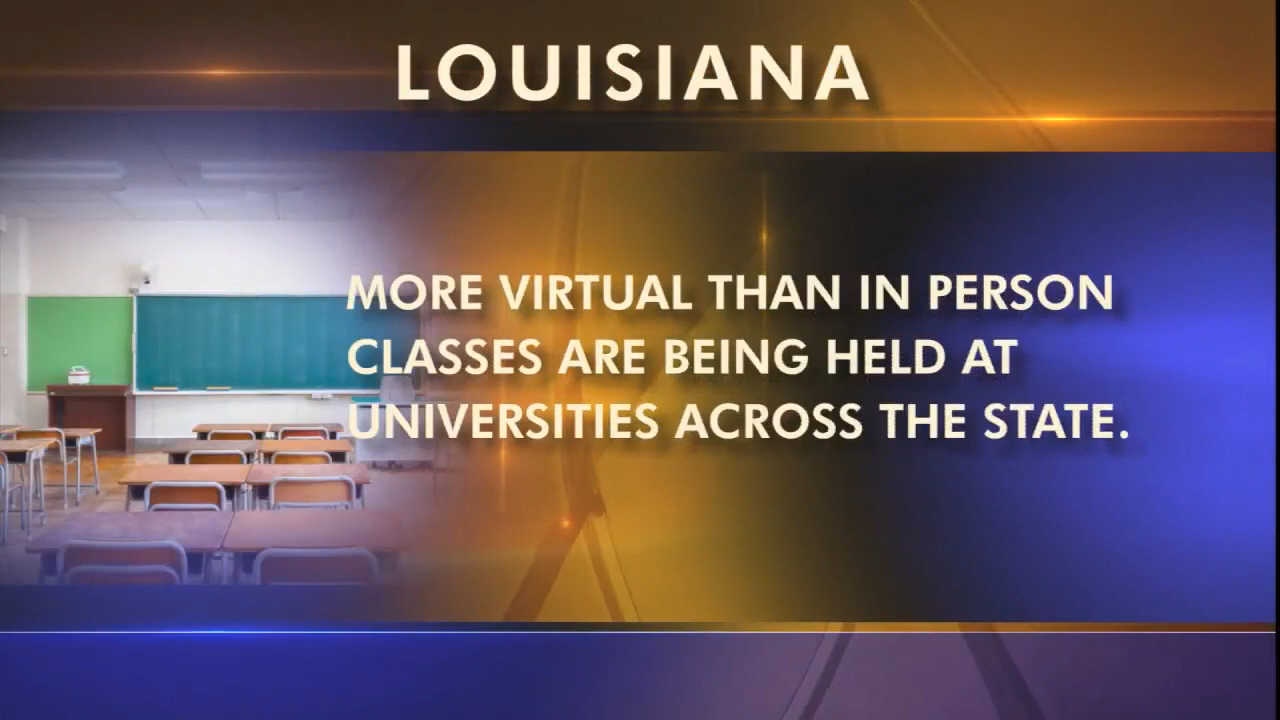 LOUISIANA
MORE VIRTUAL THAN IN PERSON
CLASSES ARE BEING HELD AT
UNIVERSITIES ACROSS THE STATE.